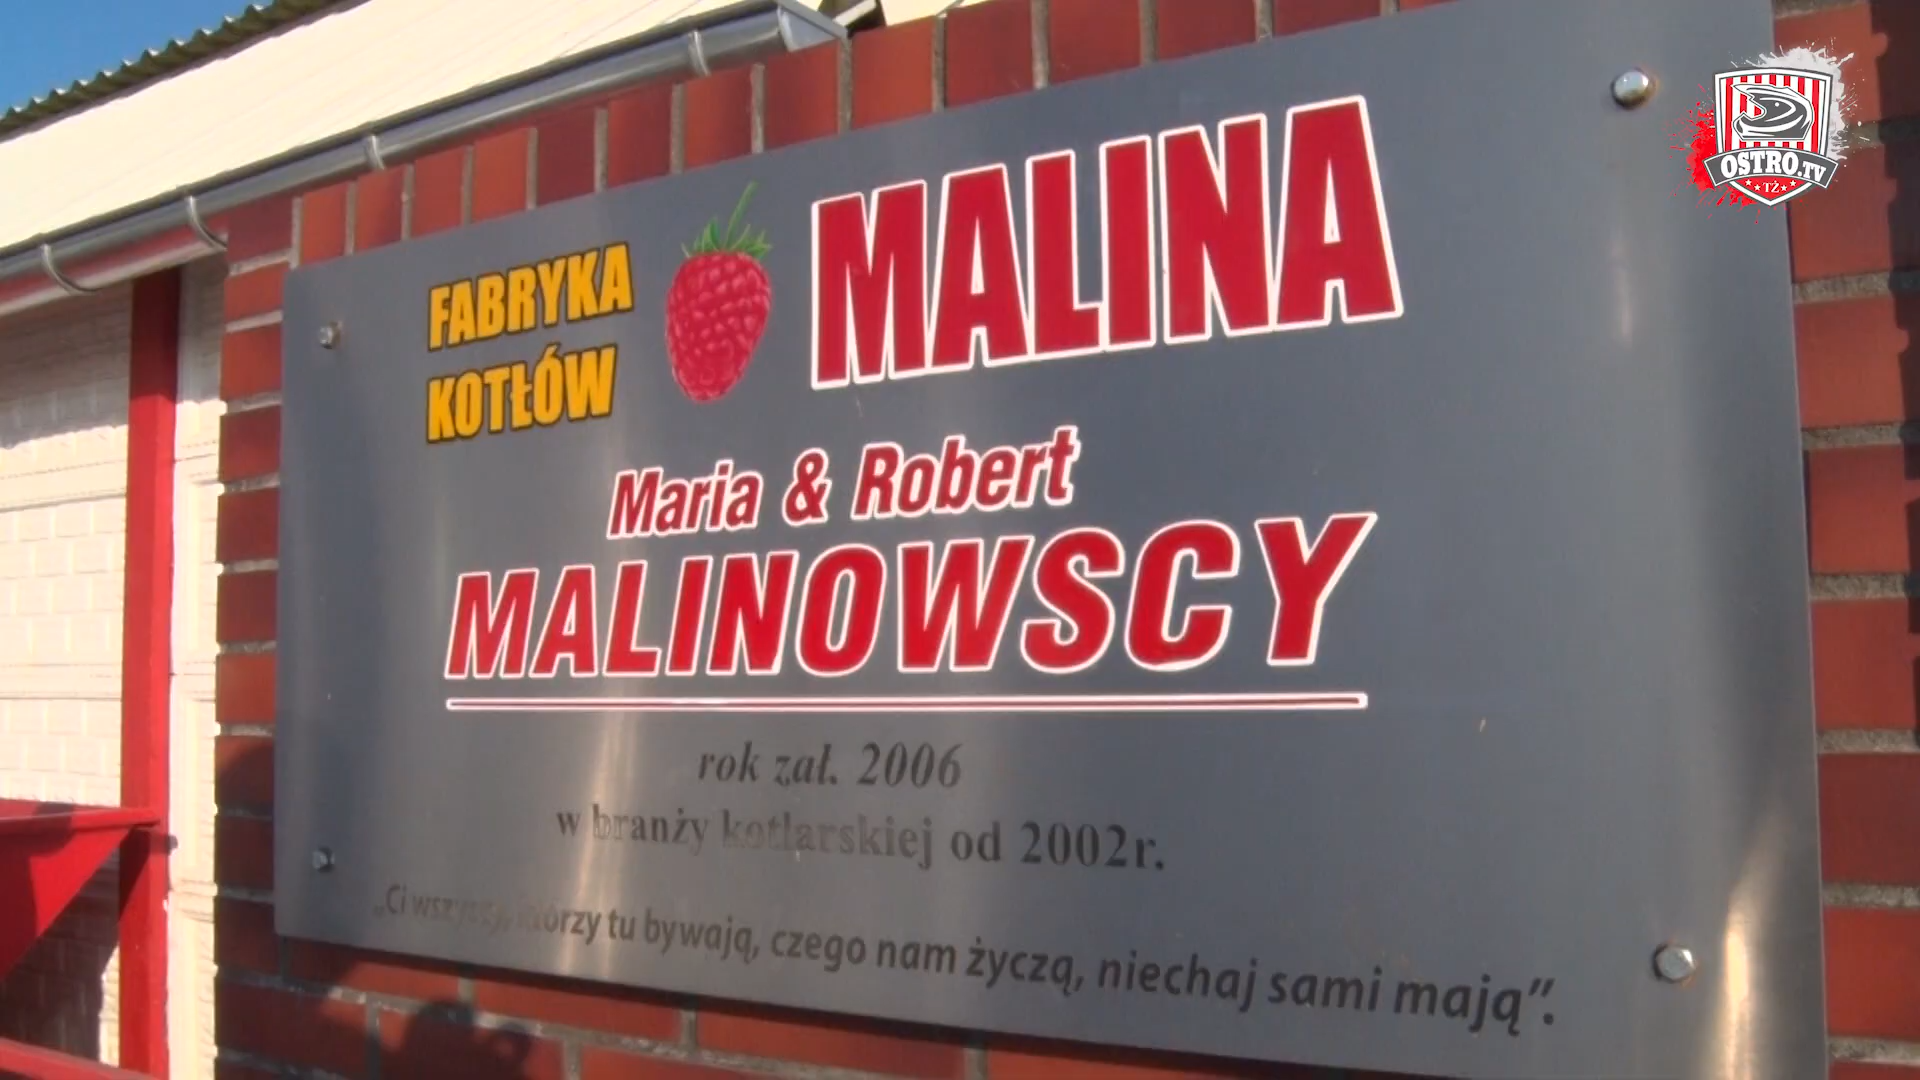 FABRYKA
KOTŁÓW
MALINA
Maria & Robert
MALINOWSCY
rok zał. 2006
w branży kotlarskiej od 2002r.
„Ci wszyscy, którzy tu bywają, czego nam życzą, niechaj sami mają”.
OSTRO.TV
TŻ